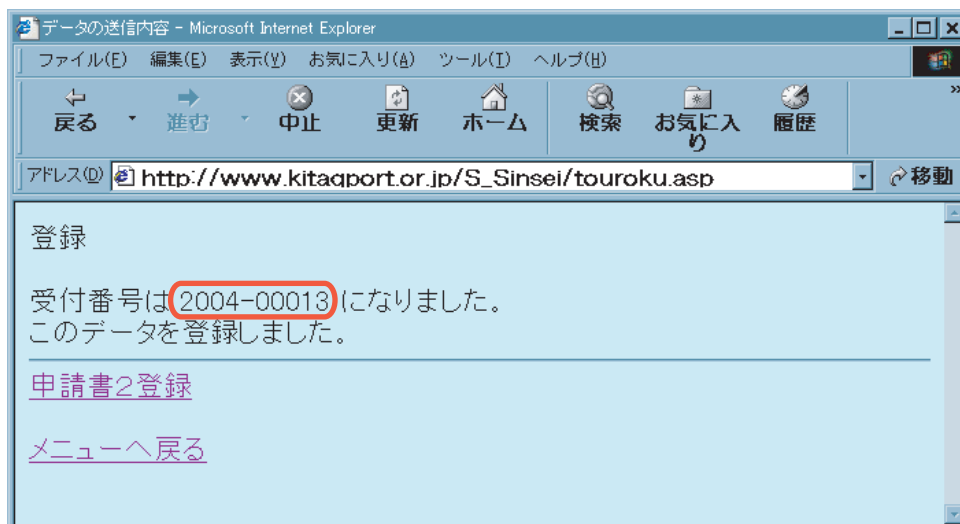 データの送信内容 - Microsoft Internet Explorer
ファイル(F) 編集(E) 表示(V) お気に入り(A) ツール(T) ヘルプ(H)
戻る 進む 中止 更新 ホーム 検索 お気に入り 履歴 »
アドレス(D) http://www.kitaqport.or.jp/S_Sinsei/touroku.asp 移動
登録
受付番号は 2004-00013 になりました。
このデータを登録しました。
申請書2登録
メニューへ戻る